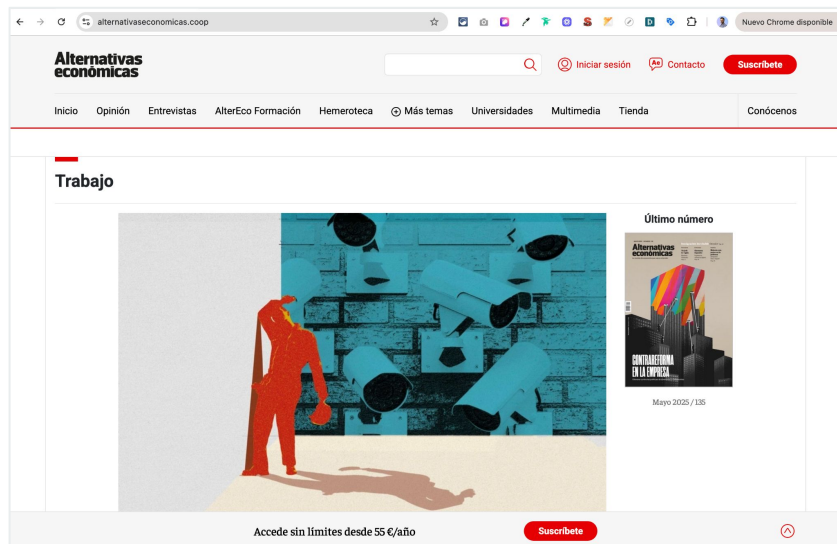 alternativaseconomicas.coop
Nuevo Chrome disponible
Alternativas
económicas
Iniciar sesión
Ae
Contacto
Suscríbete
Inicio
Opinión
Entrevistas
AlterEco Formación
Hemeroteca
Más temas
Universidades
Multimedia
Tienda
Conócenos
Trabajo
Último número
Alternativas
económicas
CONTRARREFORMA
EN LA EMPRESA
Mayo 2025 / 135
Accede sin límites desde 55 €/año
Suscríbete